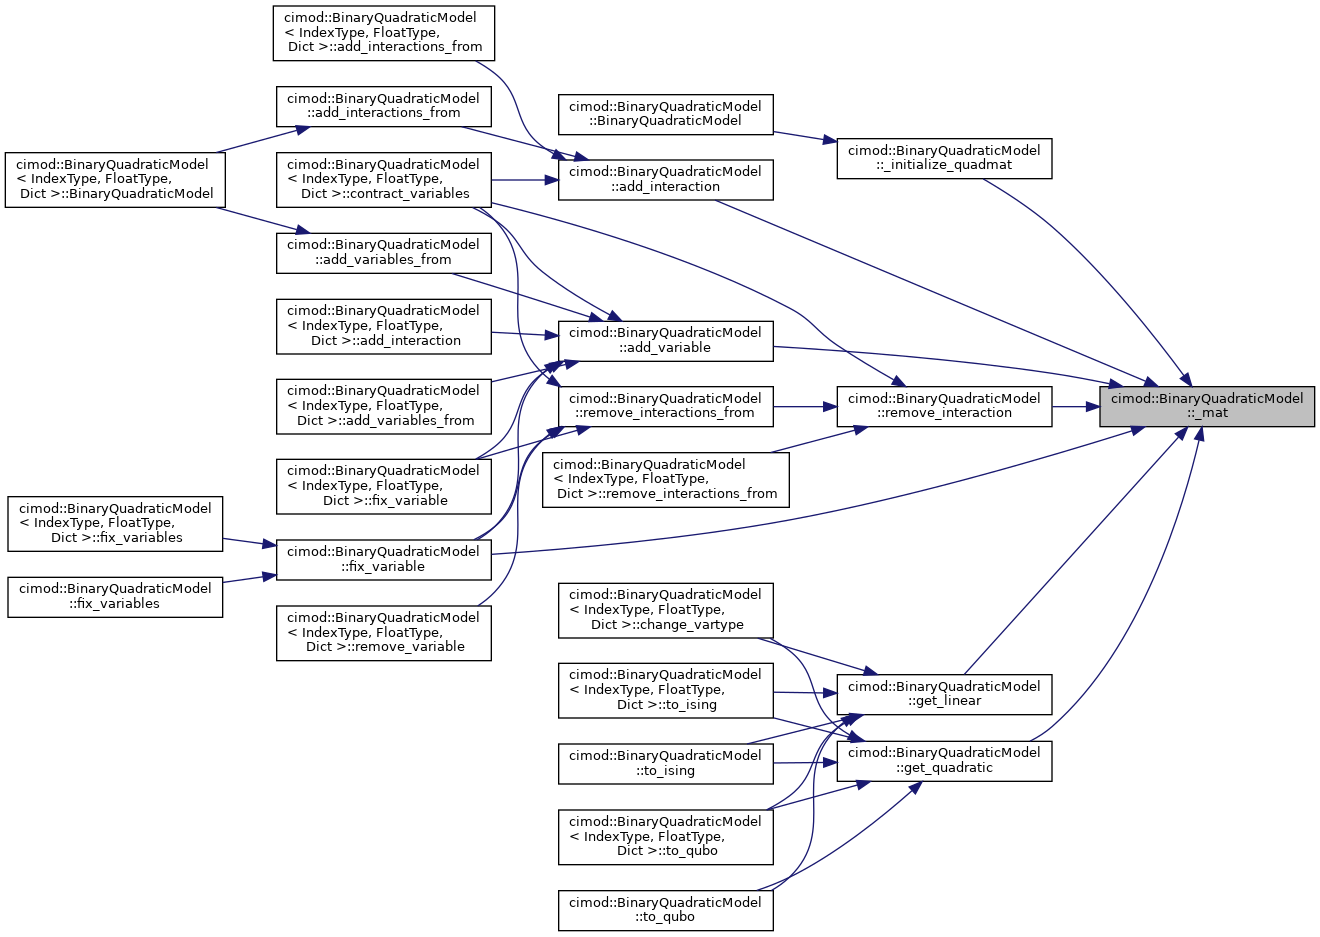 cimod::BinaryQuadraticModel
< IndexType, FloatType,
Dict >::add_interactions_from
cimod::BinaryQuadraticModel
::add_interactions_from
cimod::BinaryQuadraticModel
< IndexType, FloatType,
Dict >::BinaryQuadraticModel
cimod::BinaryQuadraticModel
< IndexType, FloatType,
Dict >::contract_variables
cimod::BinaryQuadraticModel
::add_variables_from
cimod::BinaryQuadraticModel
< IndexType, FloatType,
Dict >::add_interaction
cimod::BinaryQuadraticModel
< IndexType, FloatType,
Dict >::add_variables_from
cimod::BinaryQuadraticModel
< IndexType, FloatType,
Dict >::fix_variable
cimod::BinaryQuadraticModel
< IndexType, FloatType,
Dict >::fix_variables
cimod::BinaryQuadraticModel
::fix_variable
cimod::BinaryQuadraticModel
::fix_variables
cimod::BinaryQuadraticModel
< IndexType, FloatType,
Dict >::remove_variable
cimod::BinaryQuadraticModel
::BinaryQuadraticModel
cimod::BinaryQuadraticModel
::add_interaction
cimod::BinaryQuadraticModel
::add_variable
cimod::BinaryQuadraticModel
::remove_interactions_from
cimod::BinaryQuadraticModel
< IndexType, FloatType,
Dict >::remove_interactions_from
cimod::BinaryQuadraticModel
< IndexType, FloatType,
Dict >::change_vartype
cimod::BinaryQuadraticModel
< IndexType, FloatType,
Dict >::to_ising
cimod::BinaryQuadraticModel
::to_ising
cimod::BinaryQuadraticModel
< IndexType, FloatType,
Dict >::to_qubo
cimod::BinaryQuadraticModel
::to_qubo
cimod::BinaryQuadraticModel
::_initialize_quadmat
cimod::BinaryQuadraticModel
::remove_interaction
cimod::BinaryQuadraticModel
::get_linear
cimod::BinaryQuadraticModel
::get_quadratic
cimod::BinaryQuadraticModel
::_mat